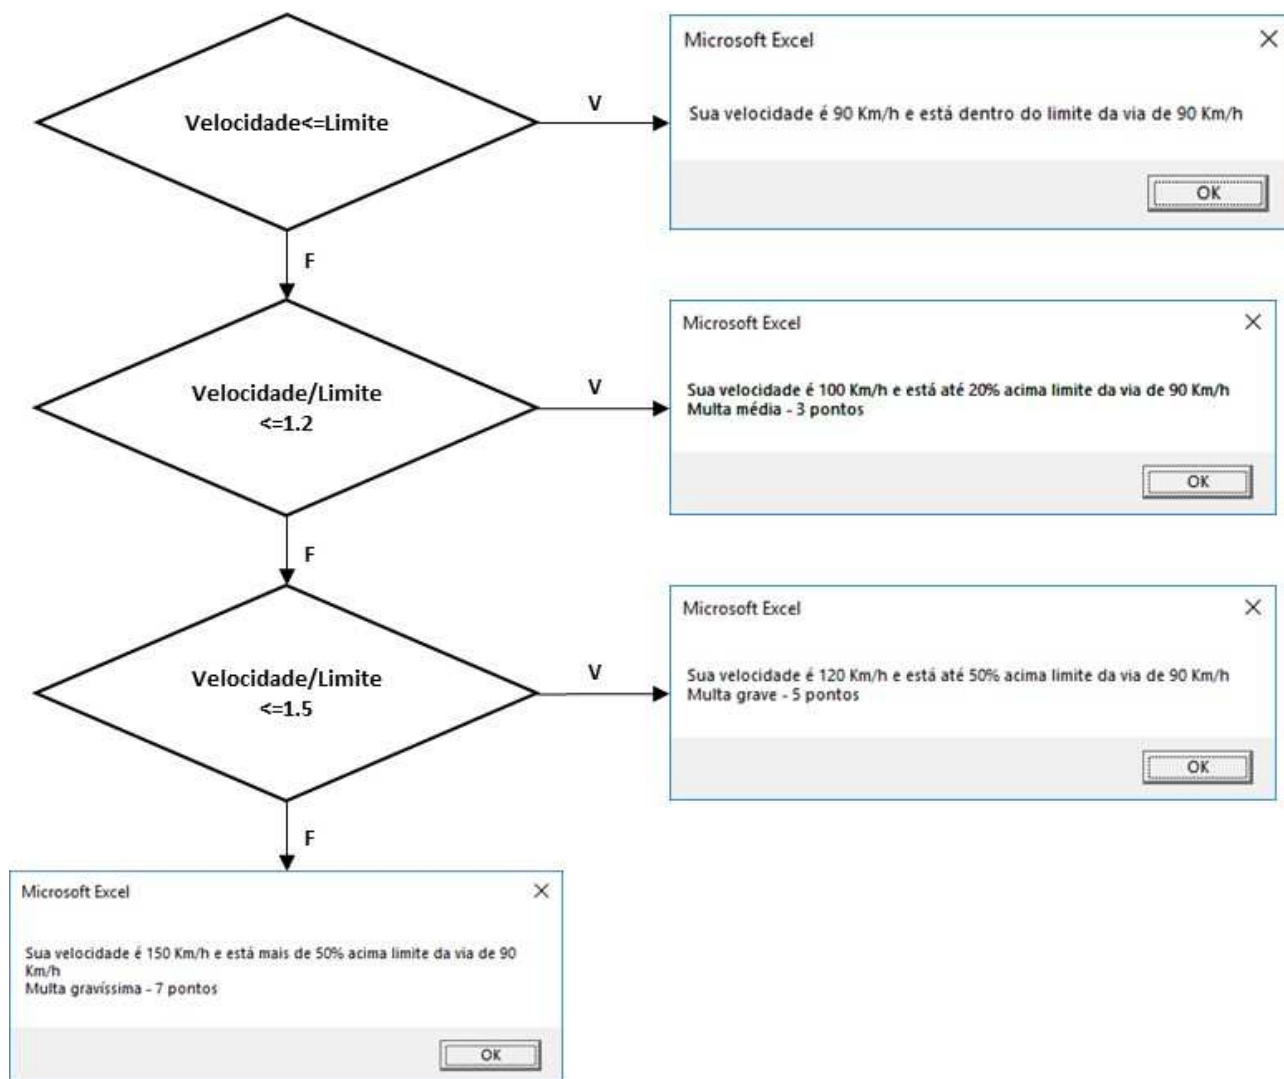 Velocidade<=Limite
V
Microsoft Excel
Sua velocidade é 90 Km/h e está dentro do limite da via de 90 Km/h
OK
F
Velocidade/Limite
<=1.2
V
Microsoft Excel
Sua velocidade é 100 Km/h e está até 20% acima limite da via de 90 Km/h
Multa média - 3 pontos
OK
F
Velocidade/Limite
<=1.5
V
Microsoft Excel
Sua velocidade é 120 Km/h e está até 50% acima limite da via de 90 Km/h
Multa grave - 5 pontos
OK
F
Microsoft Excel
Sua velocidade é 150 Km/h e está mais de 50% acima limite da via de 90
Km/h
Multa gravíssima - 7 pontos
OK